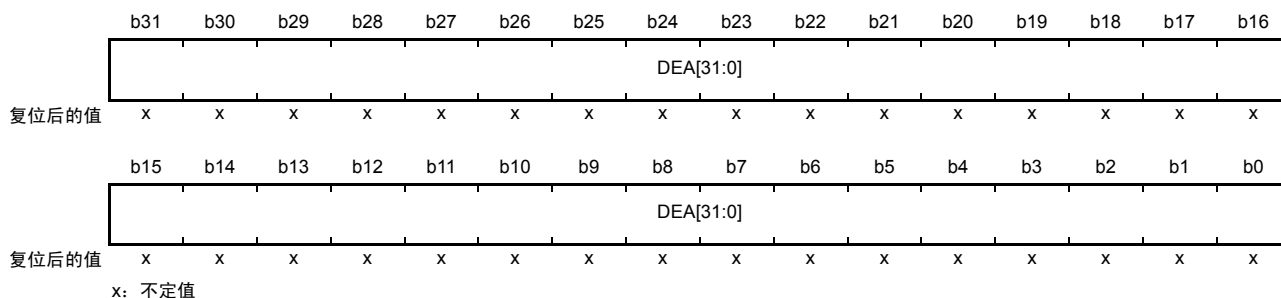 b31 b30 b29 b28 b27 b26 b25 b24 b23 b22 b21 b20 b19 b18 b17 b16
DEA[31:0]
复位后的值 x x x x x x x x x x x x x x x x
b15 b14 b13 b12 b11 b10 b9 b8 b7 b6 b5 b4 b3 b2 b1 b0
DEA[31:0]
复位后的值 x x x x x x x x x x x x x x x x
x：不定值